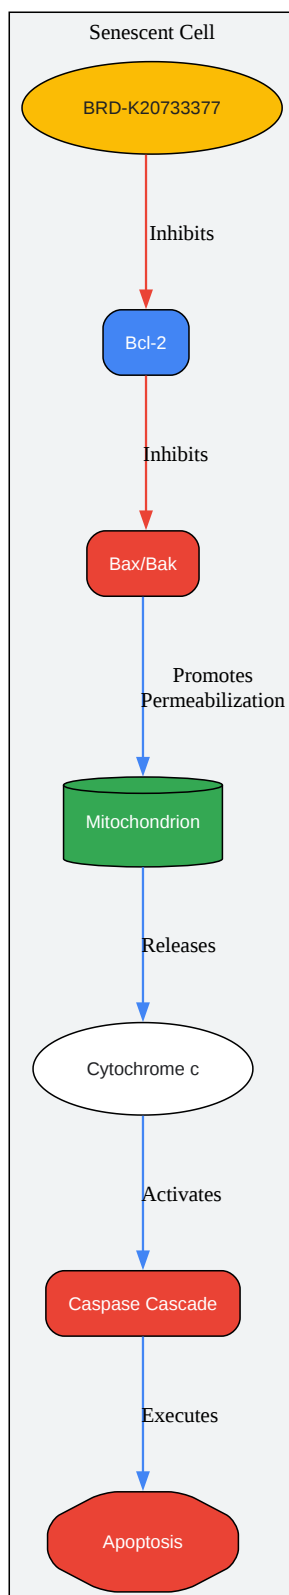 Senescent Cell
BRD-K20733377
Inhibits
Bcl-2
Inhibits
Bax/Bak
Promotes
Permeabilization
Mitochondrion
Releases
Cytochrome c
Activates
Caspase Cascade
Executes
Apoptosis